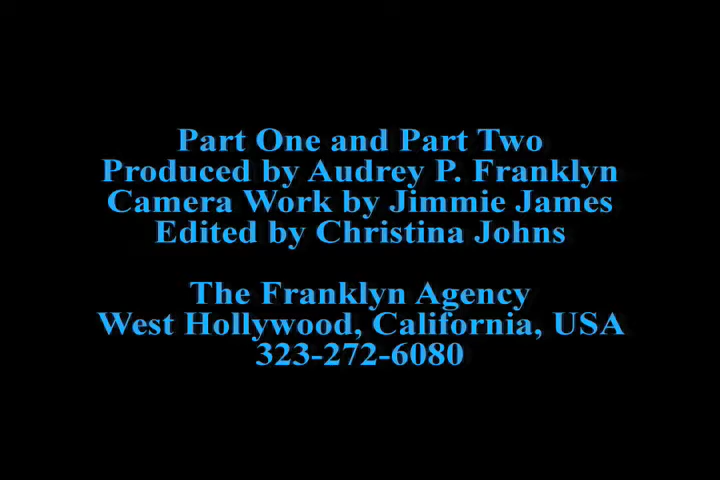 Part One and Part Two
Produced by Audrey P. Franklyn
Camera Work by Jimmie James
Edited by Christina Johns
The Franklyn Agency
West Hollywood, California, USA
323-272-6080